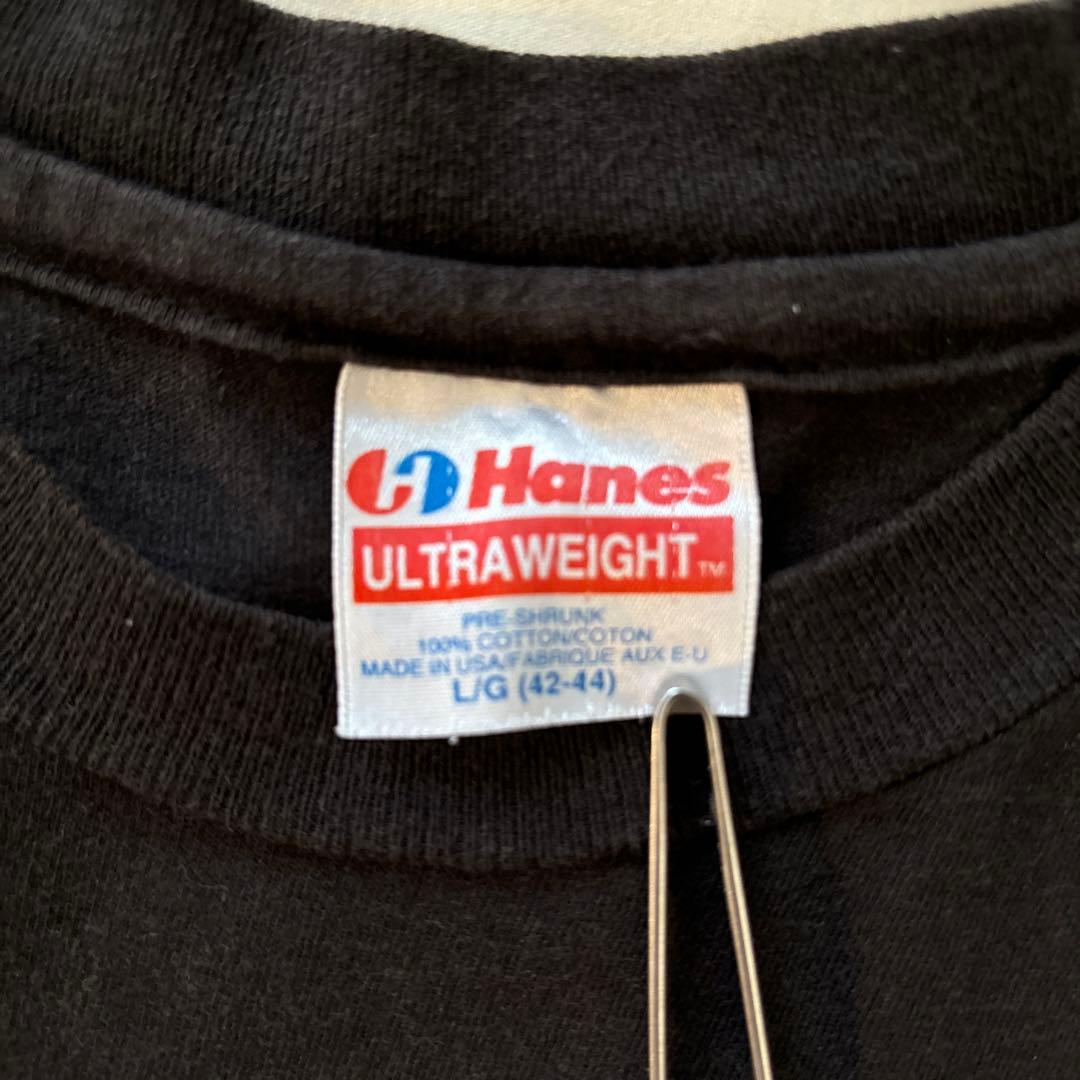 Hanes
ULTRAWEIGHT™
PRE-SHRUNK
100% COTTON/COTON
MADE IN USA/FABRIQUE AUX E-U
L/G (42-44)